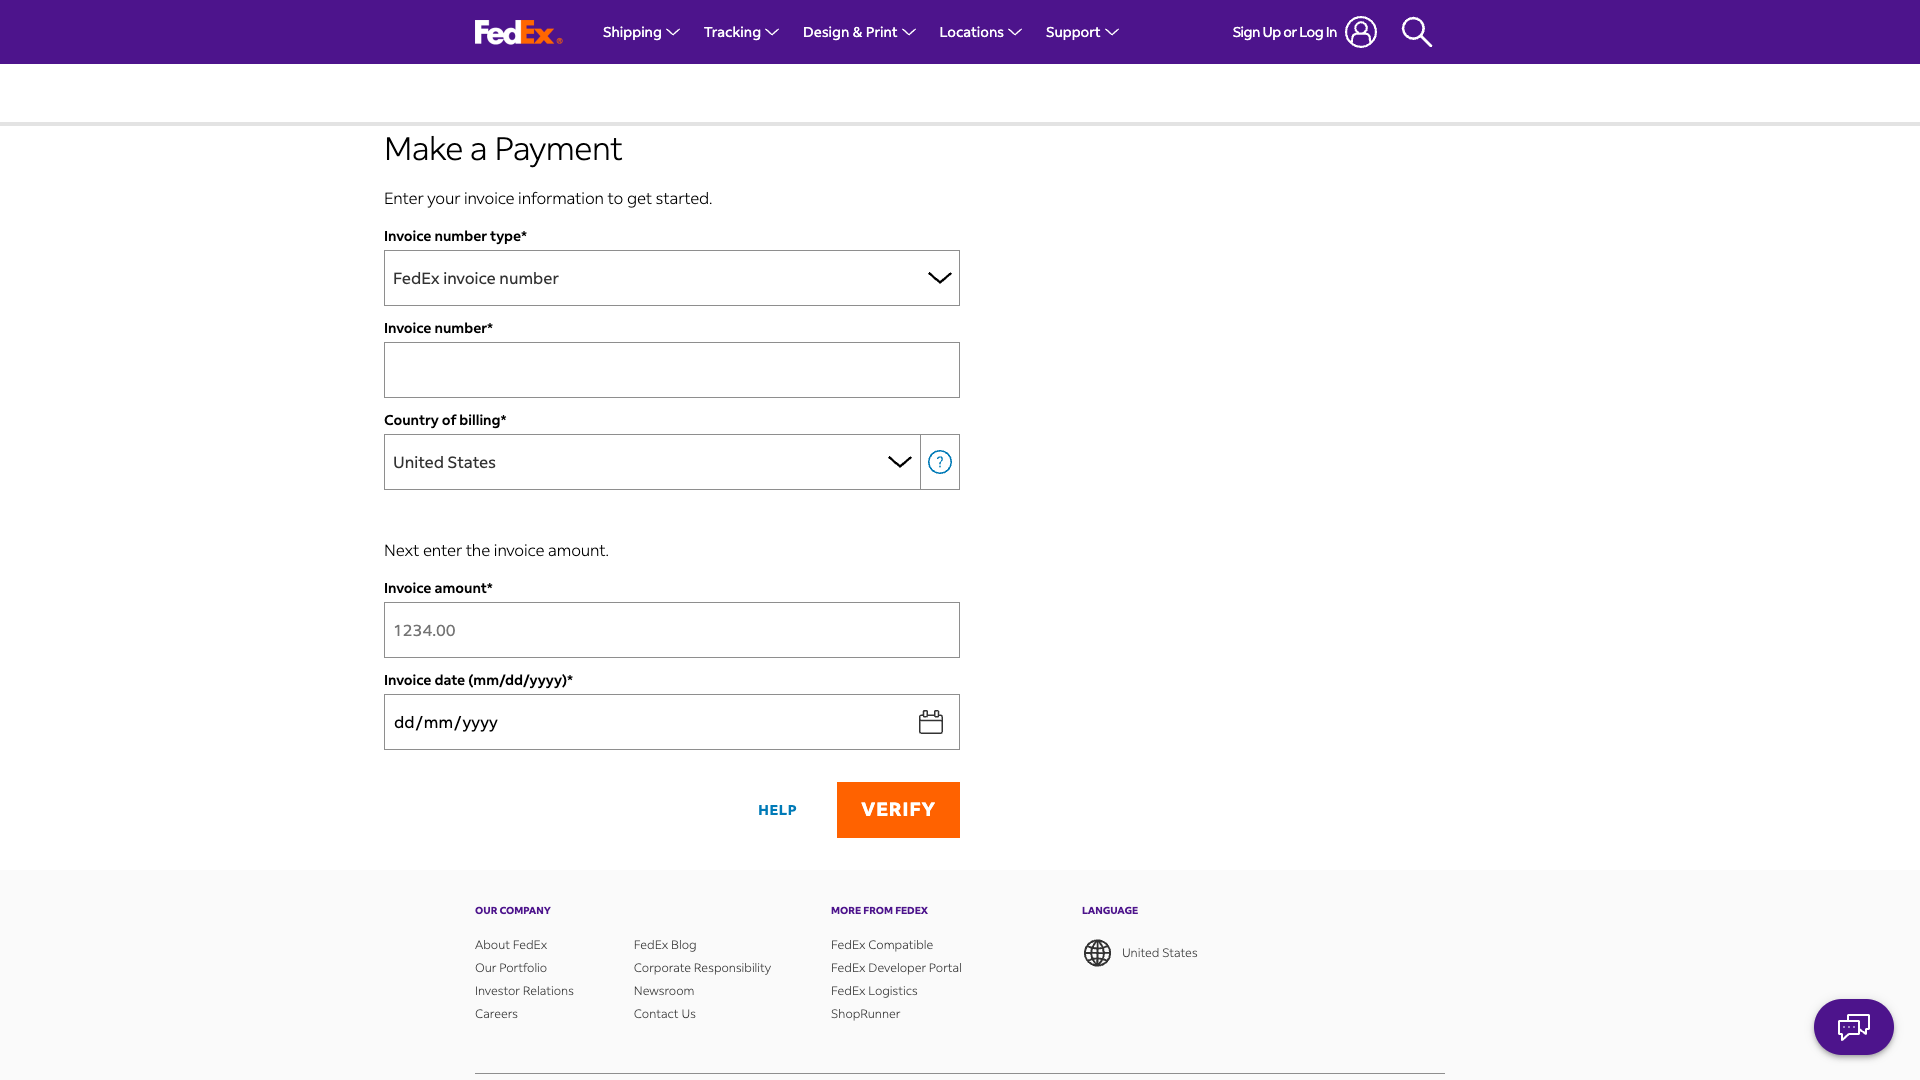 FedEx®
Shipping
Tracking
Design & Print
Locations
Support
Sign Up or Log In
Make a Payment
Enter your invoice information to get started.
Invoice number type*
FedEx invoice number
Invoice number*
Country of billing*
United States
?
Next enter the invoice amount.
Invoice amount*
1234.00
Invoice date (mm/dd/yyyy)*
dd/mm/yyyy
HELP
VERIFY
OUR COMPANY
About FedEx
Our Portfolio
Investor Relations
Careers
FedEx Blog
Corporate Responsibility
Newsroom
Contact Us
MORE FROM FEDEX
FedEx Compatible
FedEx Developer Portal
FedEx Logistics
ShopRunner
LANGUAGE
United States